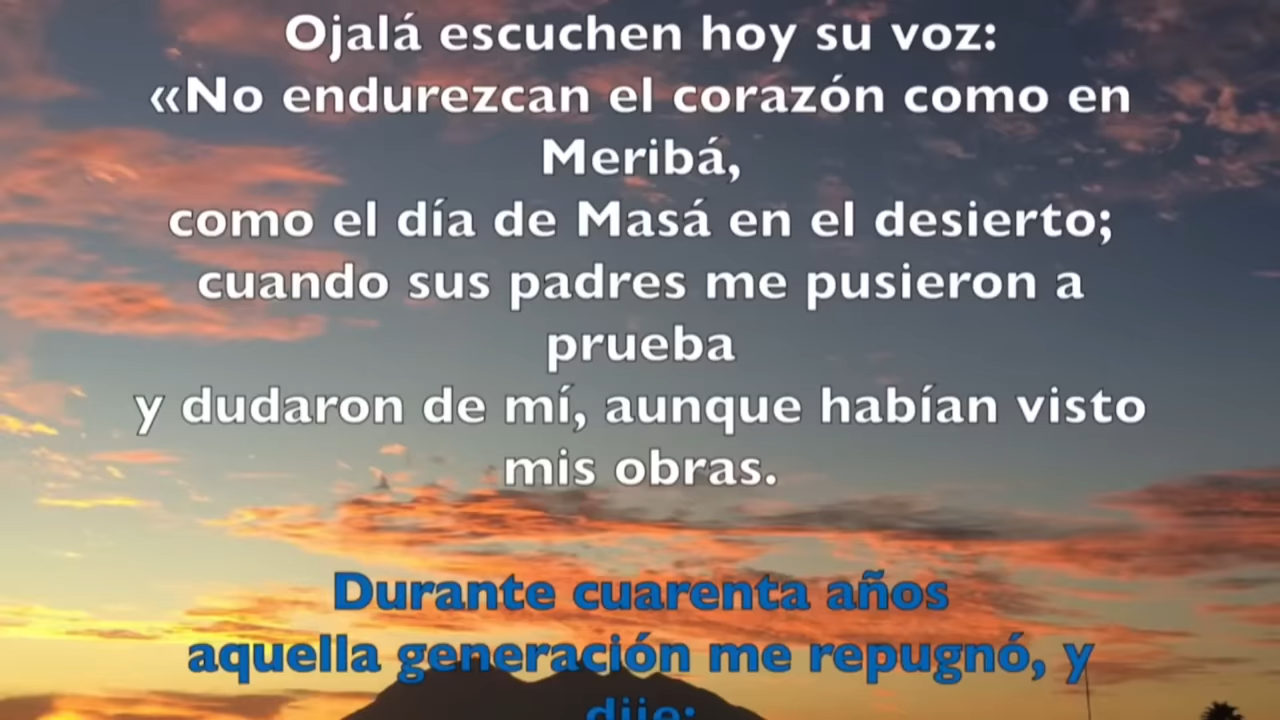 Ojalá escuchen hoy su voz:
«No endurezcan el corazón como en
Meribá,
como el día de Masá en el desierto;
cuando sus padres me pusieron a
prueba
y dudaron de mí, aunque habían visto
mis obras.
Durante cuarenta años
aquella generación me repugnó, y
dije: